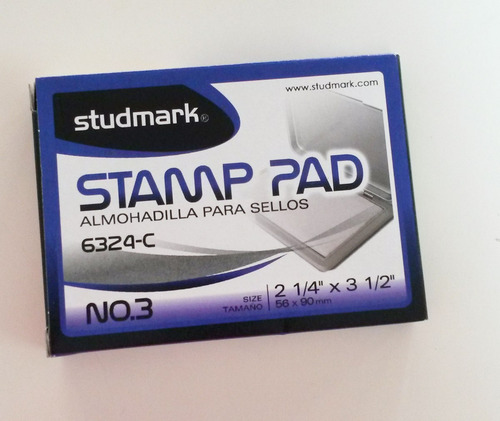 www.studmark.com
studmark®
STAMP PAD
ALMOHADILLA PARA SELLOS
6324-C
NO.3
SIZE 2 1/4" x 3 1/2"
TAMAÑO 56 x 90 mm